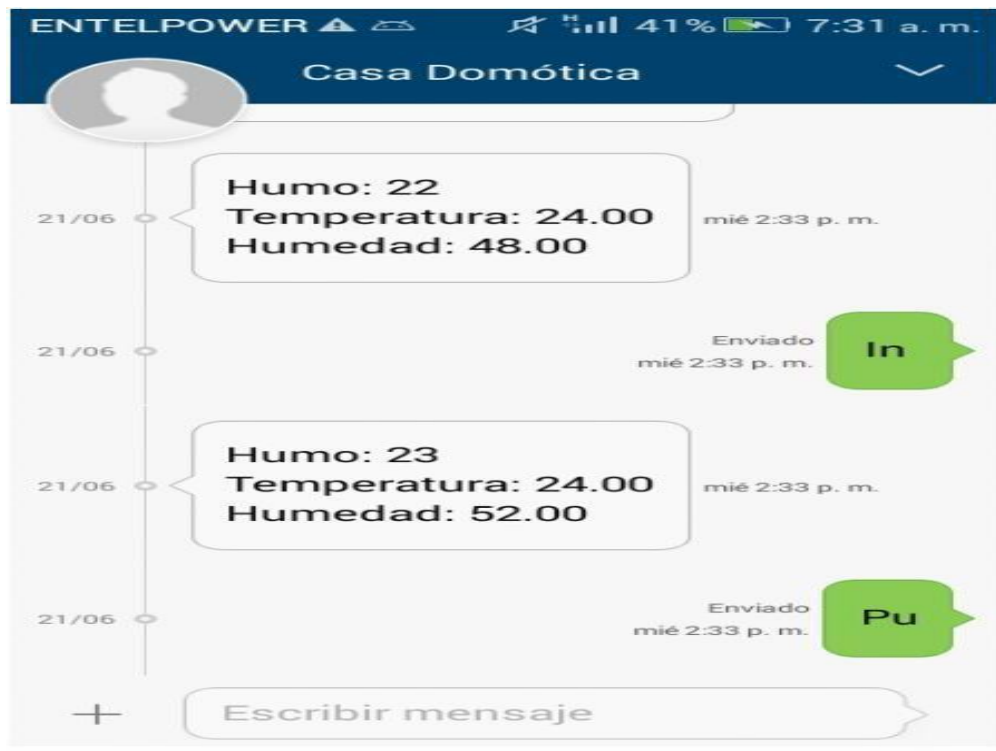 ENTELPOWER 41% 7:31 a. m.
Casa Domótica
Humo: 22
Temperatura: 24.00
Humedad: 48.00
21/06
mié 2:33 p. m.
21/06
Enviado
mié 2:33 p. m.
In
Humo: 23
Temperatura: 24.00
Humedad: 52.00
21/06
mié 2:33 p. m.
21/06
Enviado
mié 2:33 p. m.
Pu
Escribir mensaje